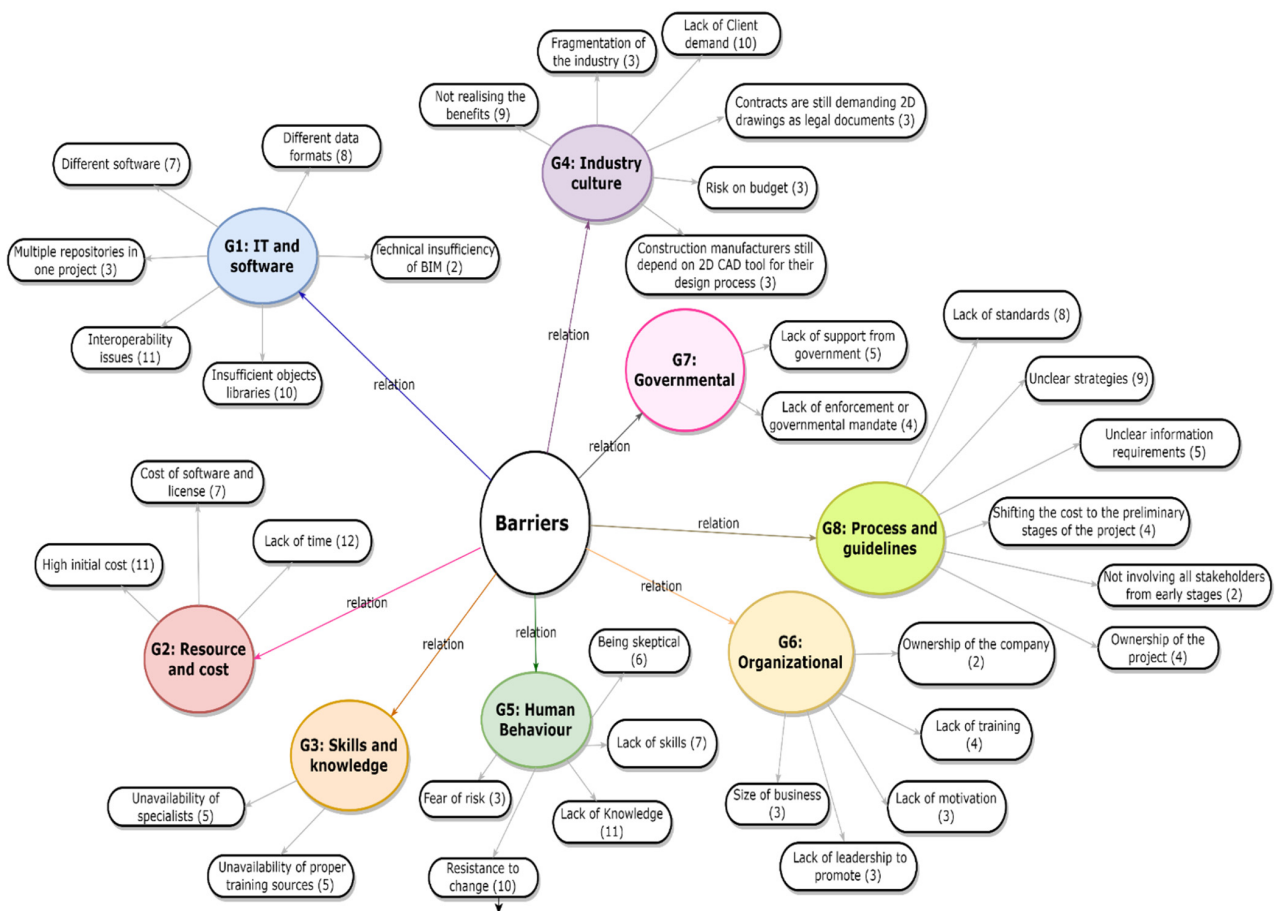 Lack of Client
demand (10)
Fragmentation of
the industry (3)
Not realising the
benefits (9)
Contracts are still demanding 2D
drawings as legal documents (3)
G4: Industry
culture
Risk on budget (3)
Construction manufacturers still
depend on 2D CAD tool for their
design process (3)
Different data
formats (8)
Different software (7)
G1: IT and
software
Multiple repositories in
one project (3)
Technical insufficiency
of BIM (2)
Interoperability
issues (11)
Insufficient objects
libraries (10)
relation
relation
G7:
Governmental
Lack of support from
government (5)
Lack of enforcement or
governmental mandate (4)
relation
Lack of standards (8)
Unclear strategies (9)
Unclear information
requirements (5)
Shifting the cost to the preliminary
stages of the project (4)
G8: Process and
guidelines
Not involving all stakeholders
from early stages (2)
Ownership of the
project (4)
relation
Barriers
Cost of software and
license (7)
Lack of time (12)
High initial cost (11)
G2: Resource
and cost
relation
relation
relation
relation
G3: Skills and
knowledge
Unavailability of
specialists (5)
Unavailability of proper
training sources (5)
Being skeptical
(6)
G5: Human
Behaviour
Lack of skills (7)
Fear of risk (3)
Lack of Knowledge
(11)
Resistance to
change (10)
G6:
Organizational
Ownership of the company
(2)
Lack of training
(4)
Size of business
(3)
Lack of motivation
(3)
Lack of leadership to
promote (3)